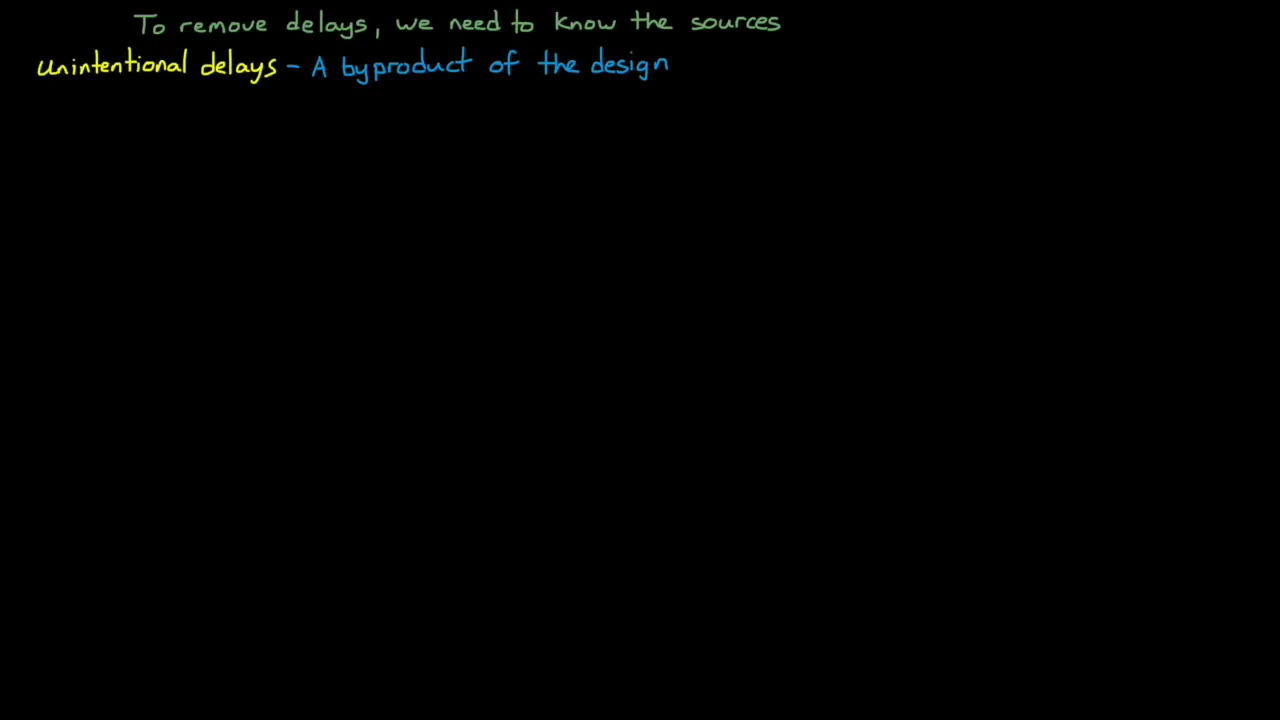 To remove delays, we need to know the sources
Unintentional delays - A byproduct of the design